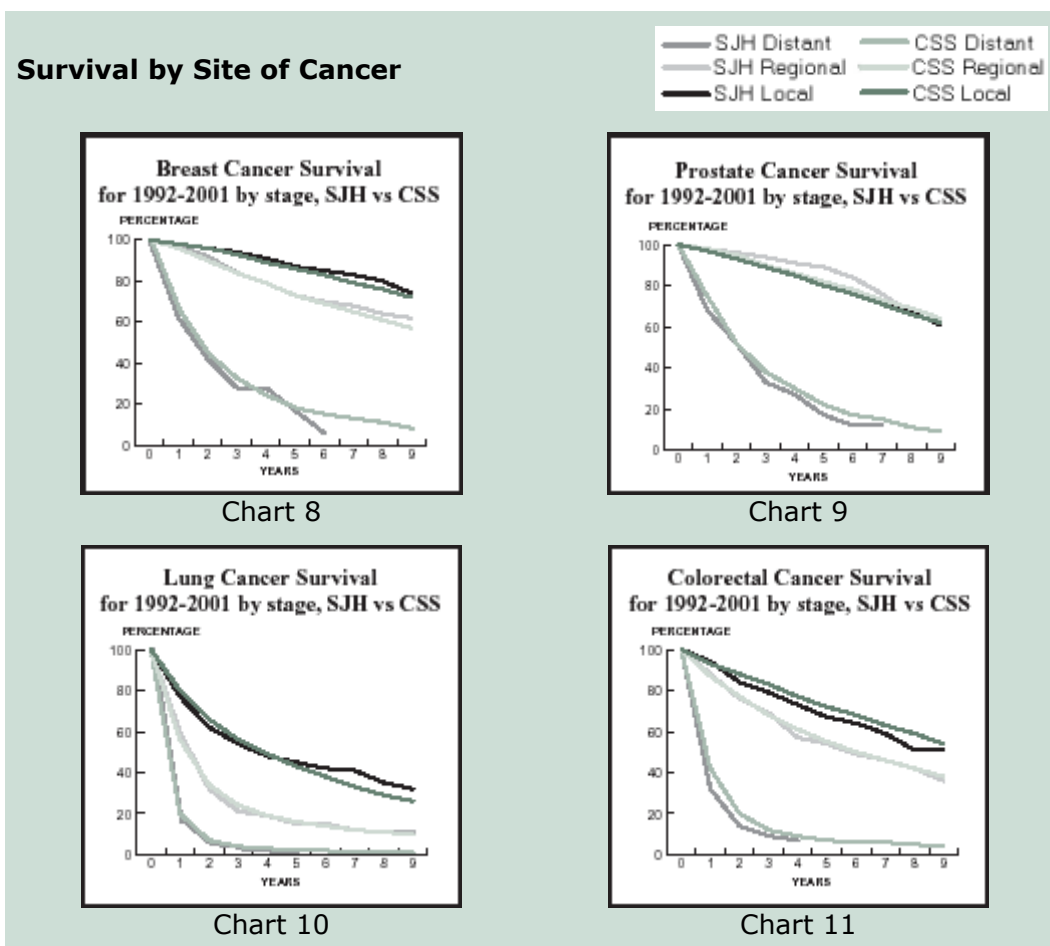 Survival by Site of Cancer
SJH Distant
SJH Regional
SJH Local
CSS Distant
CSS Regional
CSS Local
Breast Cancer Survival
for 1992-2001 by stage, SJH vs CSS
PERCENTAGE
100
80
60
40
20
0
0 1 2 3 4 5 6 7 8 9
YEARS
Chart 8
Prostate Cancer Survival
for 1992-2001 by stage, SJH vs CSS
PERCENTAGE
100
80
60
40
20
0
0 1 2 3 4 5 6 7 8 9
YEARS
Chart 9
Lung Cancer Survival
for 1992-2001 by stage, SJH vs CSS
PERCENTAGE
100
80
60
40
20
0
0 1 2 3 4 5 6 7 8 9
YEARS
Chart 10
Colorectal Cancer Survival
for 1992-2001 by stage, SJH vs CSS
PERCENTAGE
100
80
60
40
20
0
0 1 2 3 4 5 6 7 8 9
YEARS
Chart 11